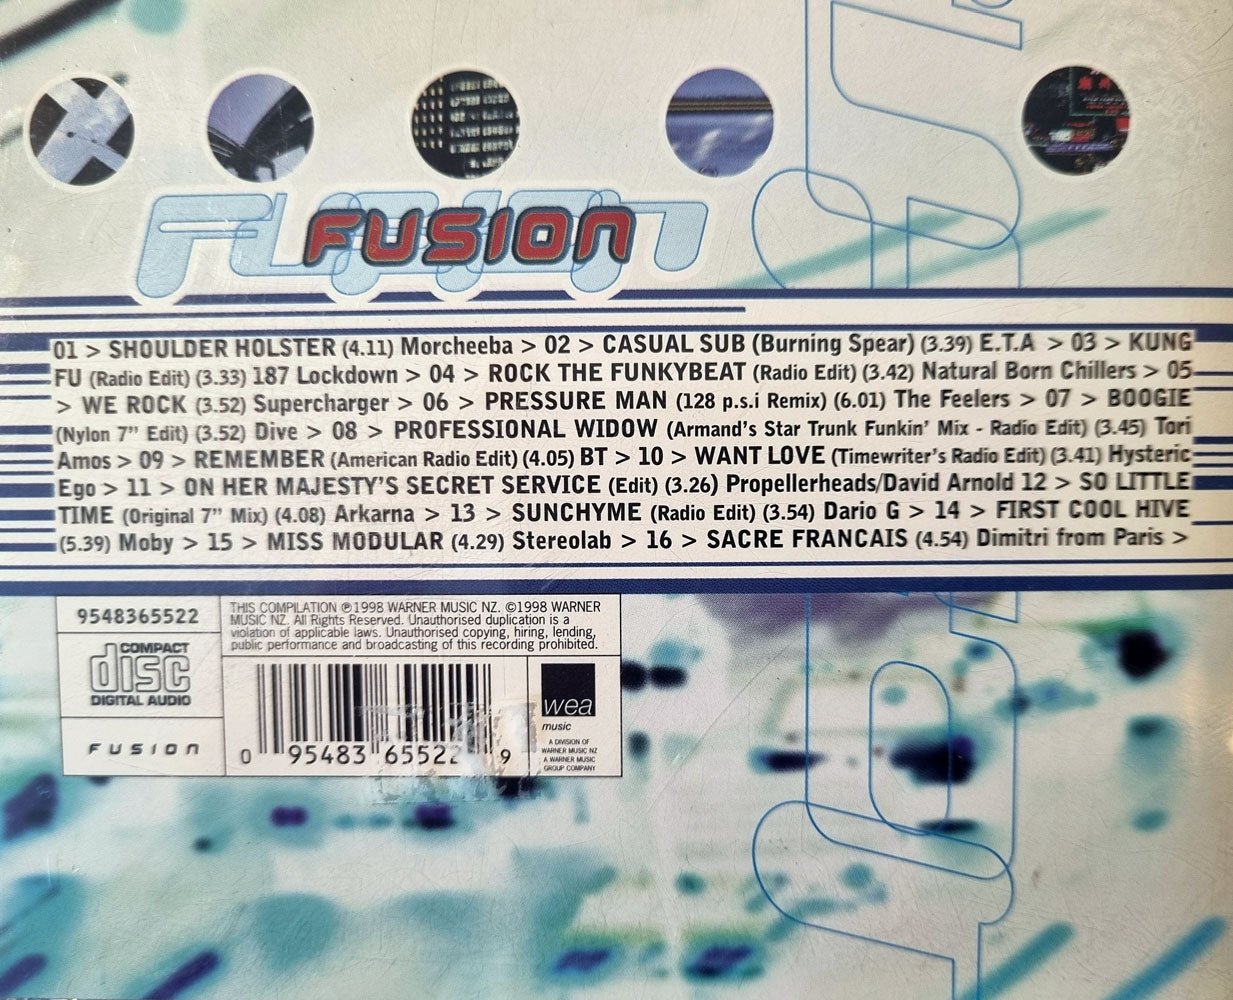 FUSION
01 > SHOULDER HOLSTER (4.11) Morcheeba > 02 > CASUAL SUB (Burning Spear) (3.39) E.T.A > 03 > KUNG
FU (Radio Edit) (3.33) 187 Lockdown > 04 > ROCK THE FUNKYBEAT (Radio Edit) (3.42) Natural Born Chillers > 05
> WE ROCK (3.52) Supercharger > 06 > PRESSURE MAN (128 p.s.i Remix) (6.01) The Feelers > 07 > BOOGIE
(Nylon 7” Edit) (3.52) Dive > 08 > PROFESSIONAL WIDOW (Armand’s Star Trunk Funkin’ Mix - Radio Edit) (3.45) Tori
Amos > 09 > REMEMBER (American Radio Edit) (4.05) BT > 10 > WANT LOVE (Timewriter’s Radio Edit) (3.41) Hysteric
Ego > 11 > ON HER MAJESTY’S SECRET SERVICE (Edit) (3.26) Propellerheads/David Arnold 12 > SO LITTLE
TIME (Original 7” Mix) (4.08) Arkarna > 13 > SUNCHYME (Radio Edit) (3.54) Dario G > 14 > FIRST COOL HIVE
(5.39) Moby > 15 > MISS MODULAR (4.29) Stereolab > 16 > SACRE FRANCAIS (4.54) Dimitri from Paris >
9548365522
COMPACT
disc
DIGITAL AUDIO
FUSION
THIS COMPILATION ℗1998 WARNER MUSIC NZ. ©1998 WARNER
MUSIC NZ. All Rights Reserved. Unauthorised duplication is a
violation of applicable laws. Unauthorised copying, hiring, lending,
public performance and broadcasting of this recording prohibited.
0 95483 65522 9
wea
music
A DIVISION OF
WARNER MUSIC NZ
A WARNER MUSIC
GROUP COMPANY